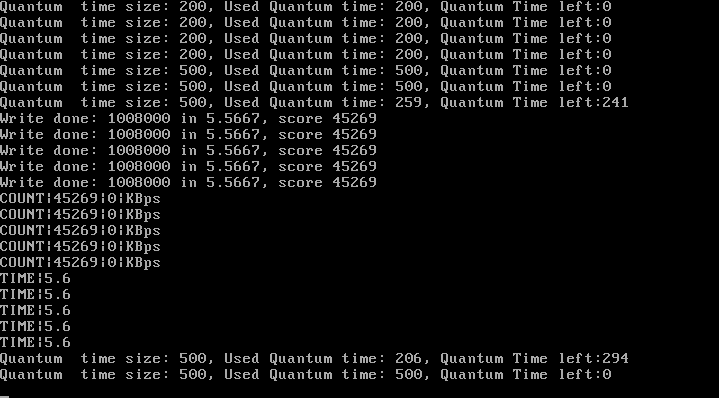 Quantum  time size: 200, Used Quantum time: 200, Quantum Time left:0
Quantum  time size: 200, Used Quantum time: 200, Quantum Time left:0
Quantum  time size: 200, Used Quantum time: 200, Quantum Time left:0
Quantum  time size: 200, Used Quantum time: 200, Quantum Time left:0
Quantum  time size: 500, Used Quantum time: 500, Quantum Time left:0
Quantum  time size: 500, Used Quantum time: 500, Quantum Time left:0
Quantum  time size: 500, Used Quantum time: 259, Quantum Time left:241
Write done: 1008000 in 5.5667, score 45269
Write done: 1008000 in 5.5667, score 45269
Write done: 1008000 in 5.5667, score 45269
Write done: 1008000 in 5.5667, score 45269
Write done: 1008000 in 5.5667, score 45269
COUNT|45269|0|KBps
COUNT|45269|0|KBps
COUNT|45269|0|KBps
COUNT|45269|0|KBps
COUNT|45269|0|KBps
TIME|5.6
TIME|5.6
TIME|5.6
TIME|5.6
TIME|5.6
Quantum  time size: 500, Used Quantum time: 206, Quantum Time left:294
Quantum  time size: 500, Used Quantum time: 500, Quantum Time left:0